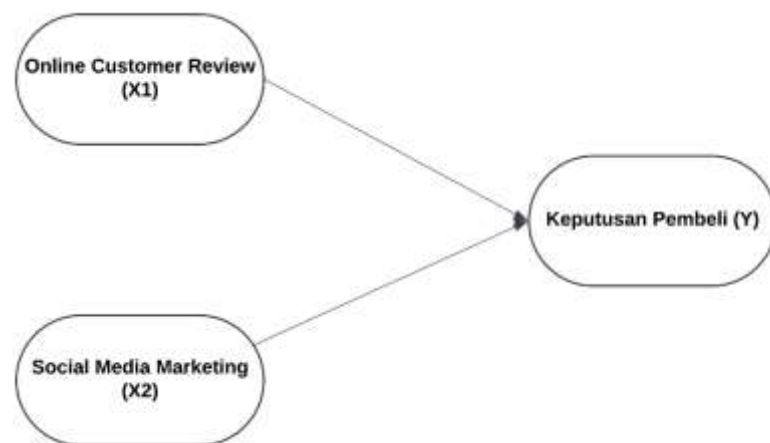 Online Customer Review
(X1)
Keputusan Pembeli (Y)
Social Media Marketing
(X2)